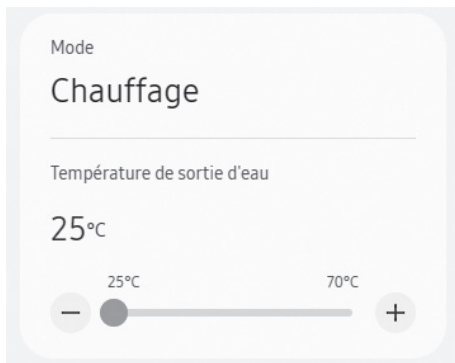 Mode
Chauffage
Température de sortie d'eau
25°C
25°C 70°C
− +